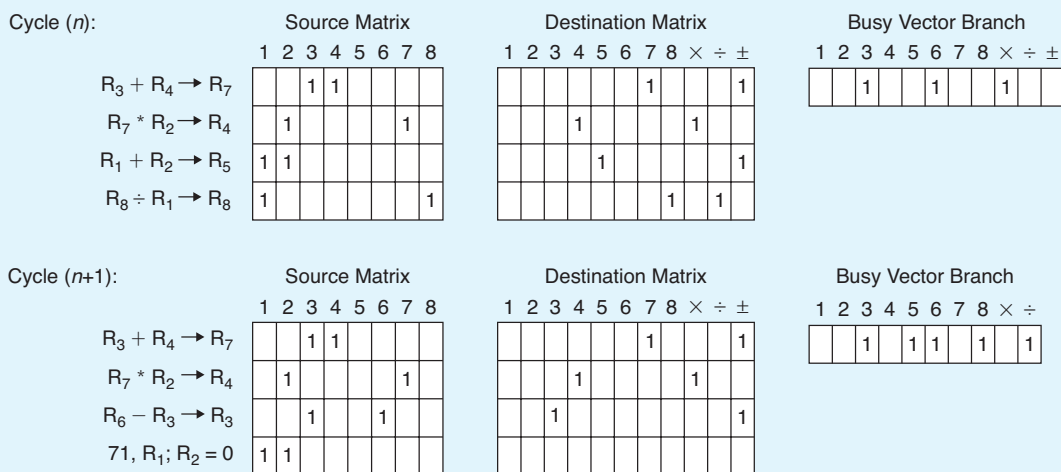 Cycle (n): Source Matrix Destination Matrix Busy Vector Branch
1 2 3 4 5 6 7 8 1 2 3 4 5 6 7 8 × ÷ ± 1 2 3 4 5 6 7 8 × ÷ ±
R3 + R4 → R7 1 1 1 1 1 1 1
R7 * R2 → R4 1 1 1 1
R1 + R2 → R5 1 1 1 1
R8 ÷ R1 → R8 1 1 1 1
Cycle (n+1): Source Matrix Destination Matrix Busy Vector Branch
1 2 3 4 5 6 7 8 1 2 3 4 5 6 7 8 × ÷ ± 1 2 3 4 5 6 7 8 × ÷
R3 + R4 → R7 1 1 1 1 1 1 1 1 1
R7 * R2 → R4 1 1 1 1
R6 − R3 → R3 1 1 1 1
71, R1; R2 = 0 1 1